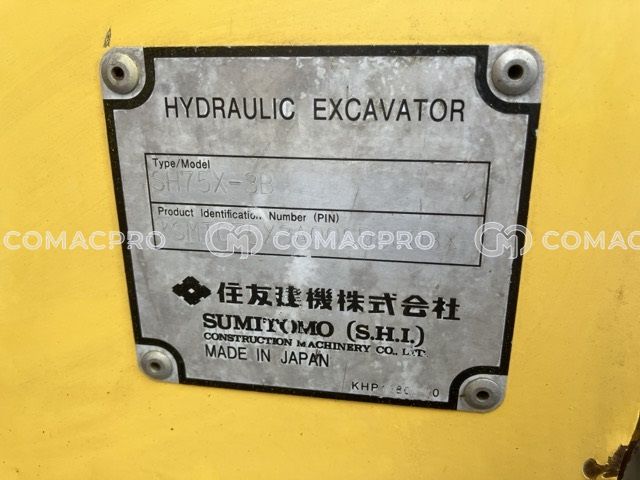 HYDRAULIC EXCAVATOR
Type/Model
SH75X-3B
Product Identification Number (PIN)
COMACPRO COMACPRO COMACPRO
住友建機株式会社
SUMITOMO (S.H.I.)
CONSTRUCTION MACHINERY CO., LTD.
MADE IN JAPAN